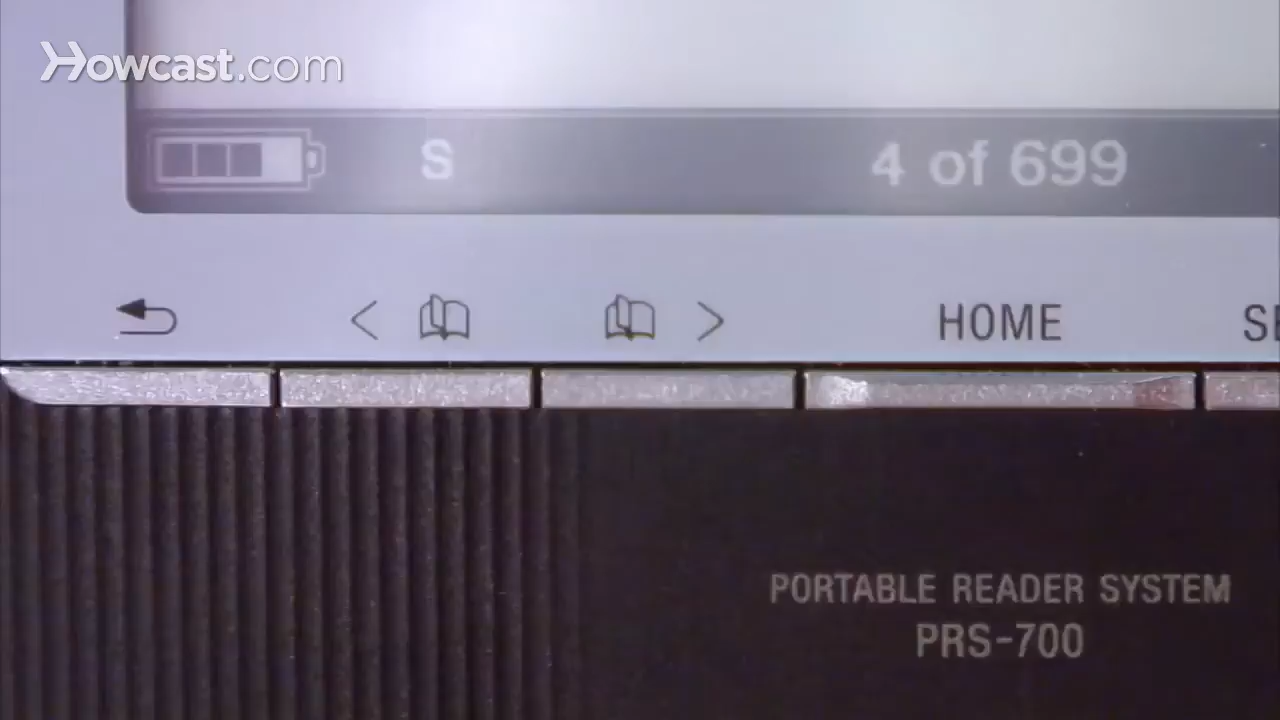 Howcast.com
S
4 of 699
< >
HOME
PORTABLE READER SYSTEM
PRS-700